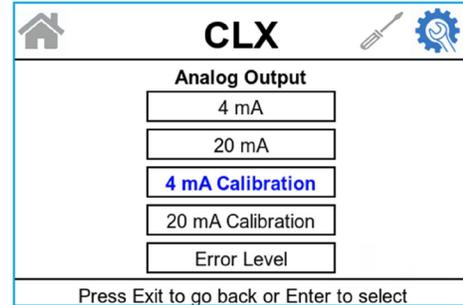 CLX
Analog Output
4 mA
20 mA
4 mA Calibration
20 mA Calibration
Error Level
Press Exit to go back or Enter to select